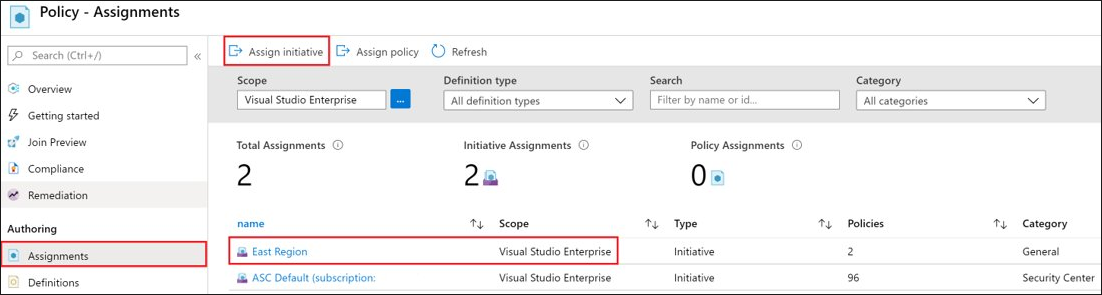 Policy - Assignments
Search (Ctrl+/)
«
Overview
Getting started
Join Preview
Compliance
Remediation
Authoring
Assignments
Definitions
Assign initiative Assign policy Refresh
Scope Definition type Search Category
Visual Studio Enterprise ... All definition types Filter by name or id... All categories
Total Assignments Initiative Assignments Policy Assignments
2 2 0
name Scope Type Policies Category
East Region Visual Studio Enterprise Initiative 2 General
ASC Default (subscription: Visual Studio Enterprise Initiative 96 Security Center